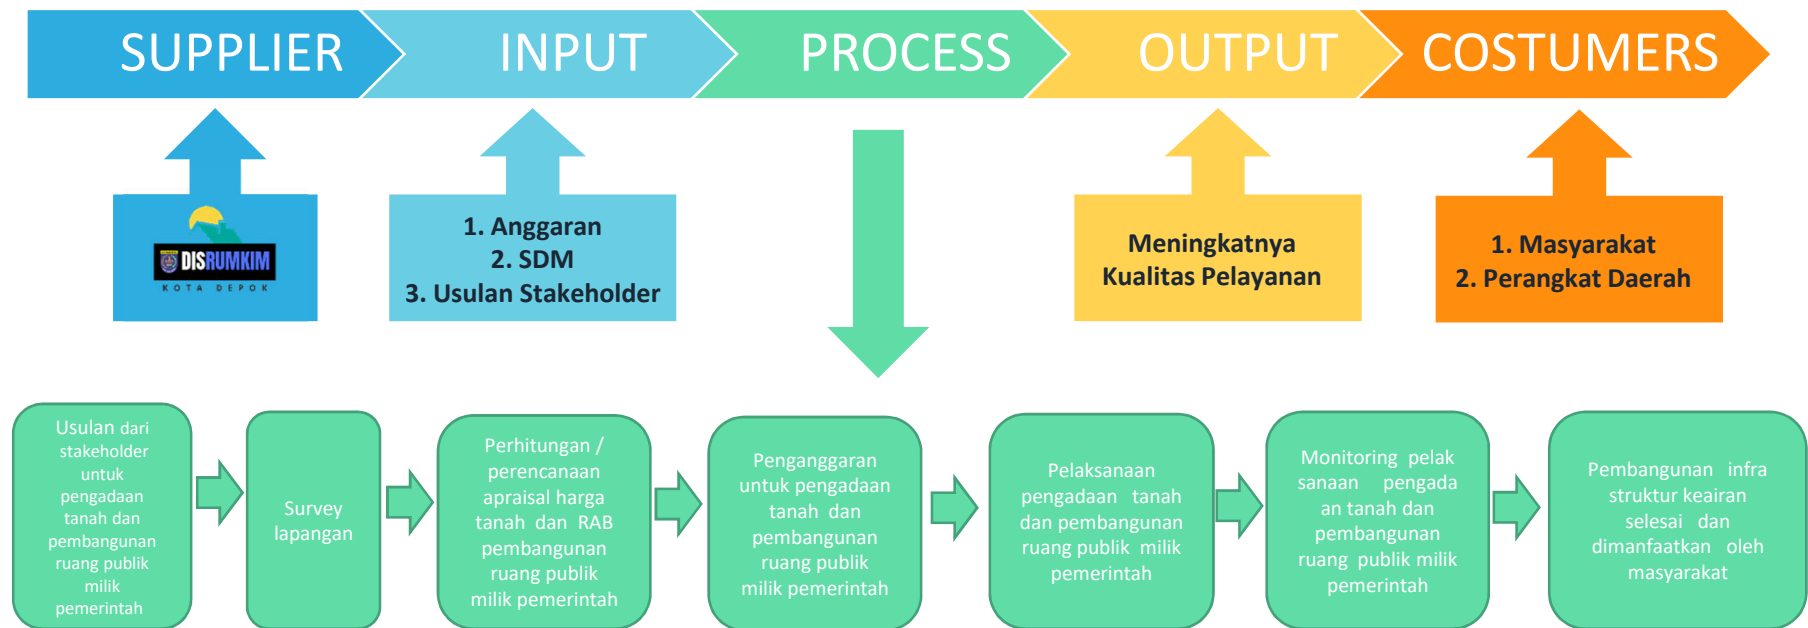 SUPPLIER
INPUT
PROCESS
OUTPUT
COSTUMERS
DISRUMKIM
KOTA DEPOK
1. Anggaran
2. SDM
3. Usulan Stakeholder
Meningkatnya
Kualitas Pelayanan
1. Masyarakat
2. Perangkat Daerah
Usulan dari
stakeholder
untuk
pengadaan
tanah dan
pembangunan
ruang publik
milik
pemerintah
Survey
lapangan
Perhitungan /
perencanaan
apraisal harga
tanah dan RAB
pembangunan
ruang publik
milik pemerintah
Penganggaran
untuk pengadaan
tanah dan
pembangunan
ruang publik
milik pemerintah
Pelaksanaan
pengadaan tanah
dan pembangunan
ruang publik milik
pemerintah
Monitoring pelak
sanaan pengada
an tanah dan
pembangunan
ruang publik milik
pemerintah
Pembangunan infra
struktur keairan
selesai dan
dimanfaatkan oleh
masyarakat